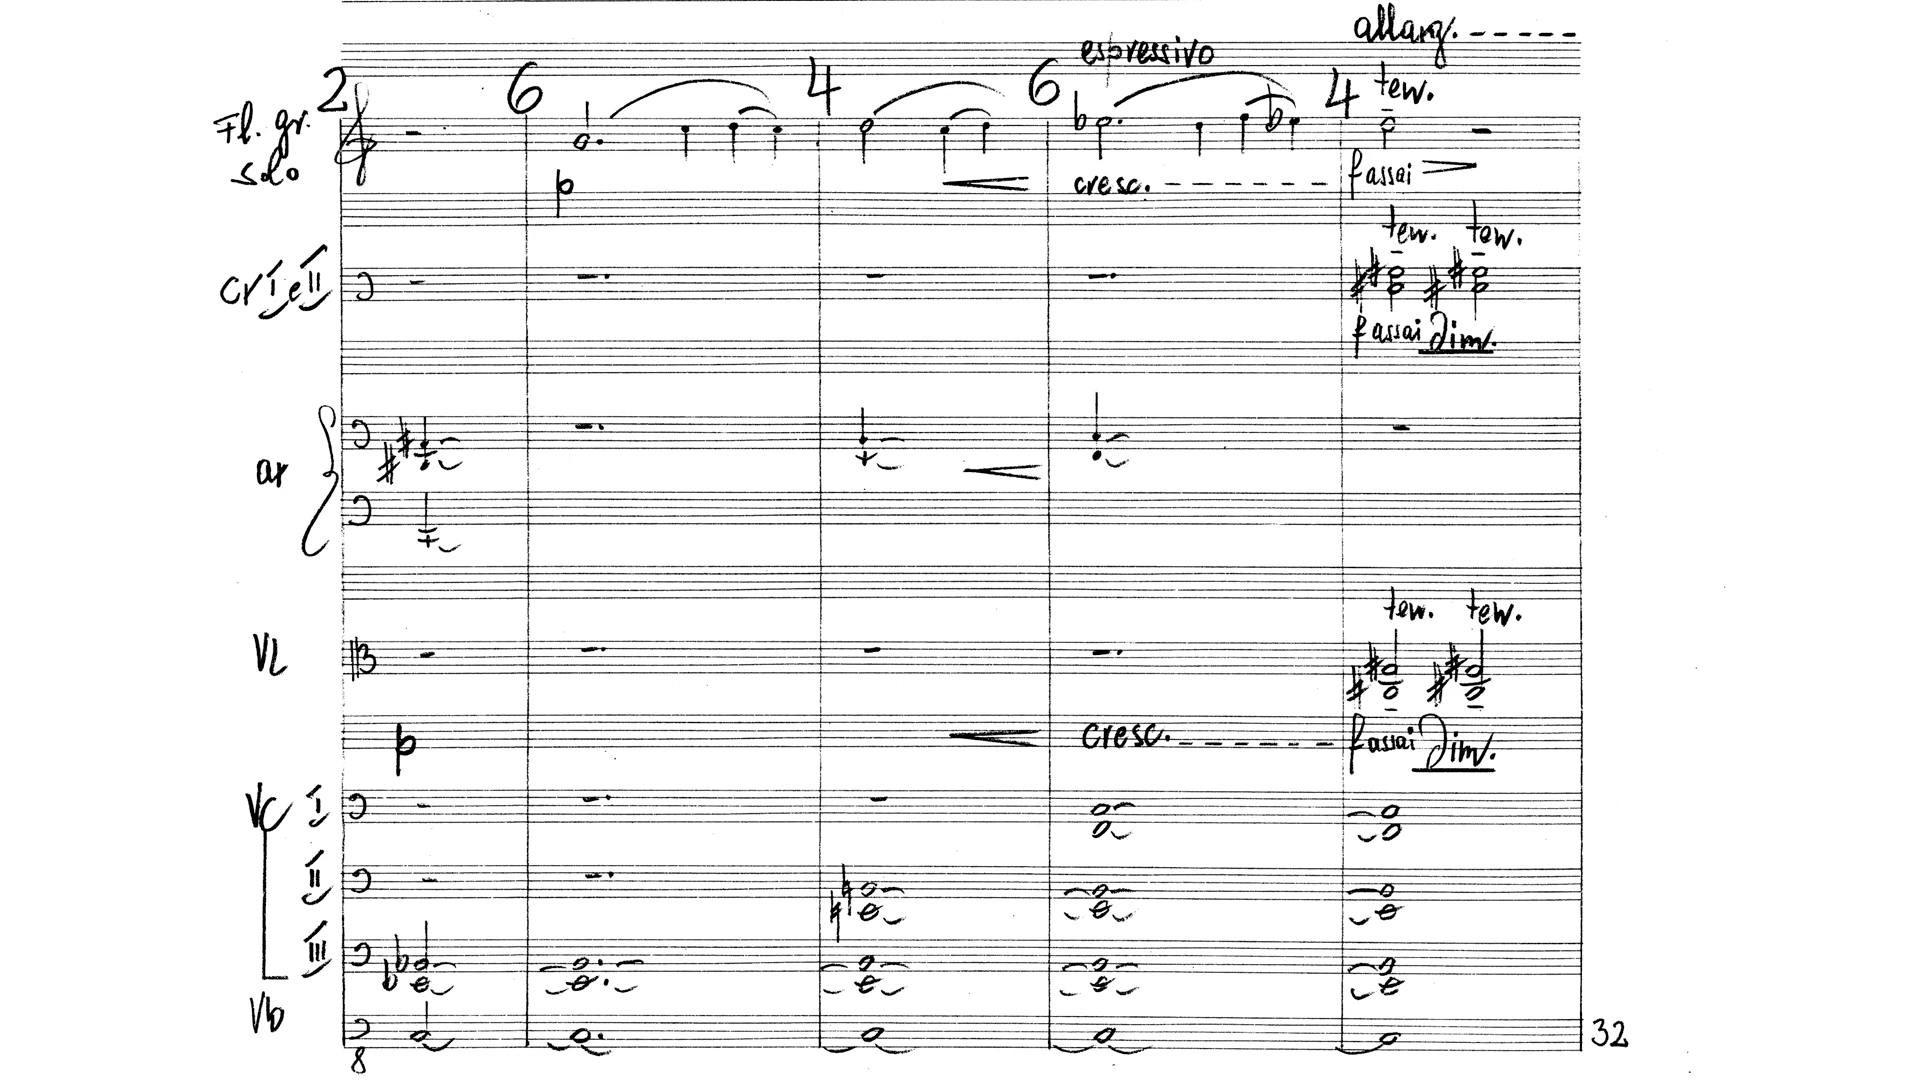 allarg.
espressivo
2 6 4 6 4 ten.
Fl. gr.
solo
p cresc. f assai
ten. ten.
Cr I e II
f assai dim.
ar
ten. ten.
VL
p cresc. f assai dim.
VC I
II
III
Vb
8
32